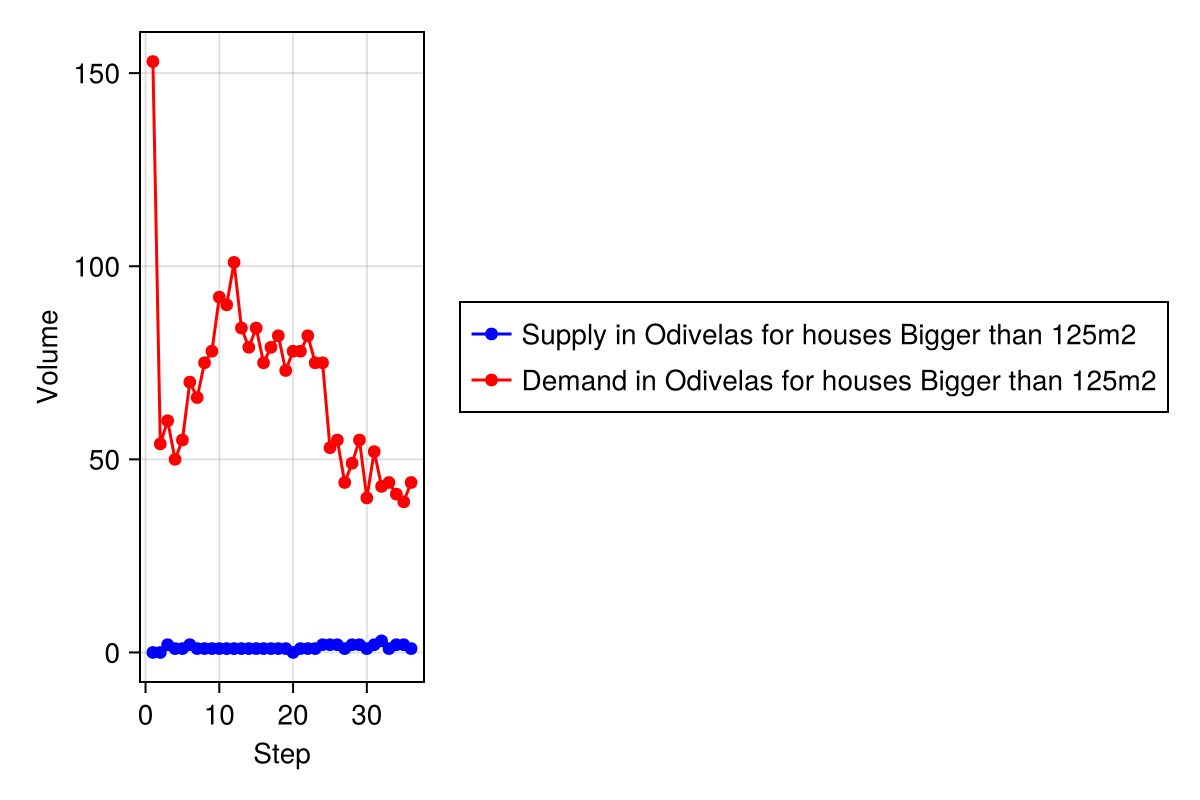 150
100
50
0
Volume
0 10 20 30
Step
Supply in Odivelas for houses Bigger than 125m2
Demand in Odivelas for houses Bigger than 125m2